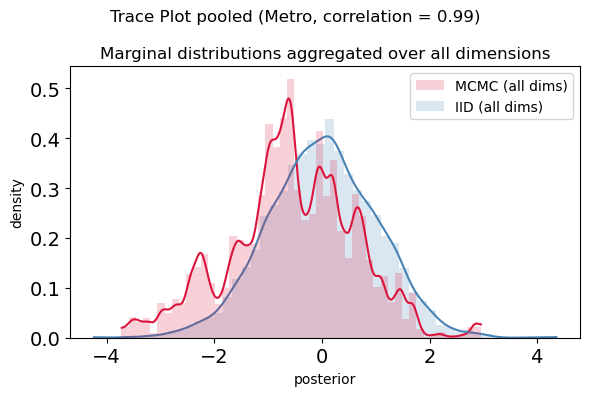 Trace Plot pooled (Metro, correlation = 0.99)
Marginal distributions aggregated over all dimensions
MCMC (all dims)
IID (all dims)
density
0.5
0.4
0.3
0.2
0.1
0.0
−4
−2
0
2
4
posterior